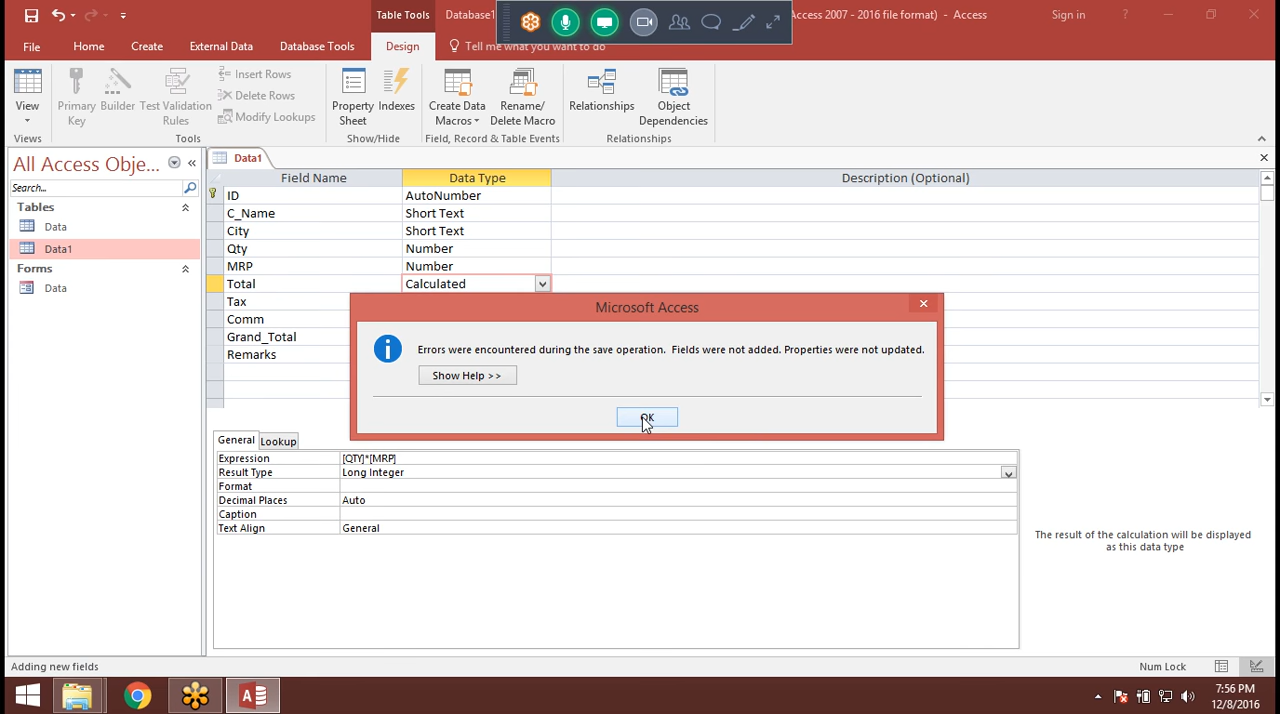 Table Tools
Database1
Access 2007 - 2016 file format) - Access
Sign in
?
File
Home
Create
External Data
Database Tools
Design
Tell me what you want to do
View
Primary Key
Builder
Test Validation Rules
Insert Rows
Delete Rows
Modify Lookups
Property Sheet
Indexes
Create Data Macros
Rename/ Delete Macro
Relationships
Object Dependencies
Views
Tools
Show/Hide
Field, Record & Table Events
Relationships
All Access Obje...
Search...
Tables
Data
Data1
Forms
Data
Data1
Field Name
Data Type
Description (Optional)
ID
AutoNumber
C_Name
Short Text
City
Short Text
Qty
Number
MRP
Number
Total
Calculated
Tax
Comm
Grand_Total
Remarks
Microsoft Access
Errors were encountered during the save operation.  Fields were not added. Properties were not updated.
Show Help >>
OK
General
Lookup
Expression
[QTY]*[MRP]
Result Type
Long Integer
Format
Decimal Places
Auto
Caption
Text Align
General
The result of the calculation will be displayed
as this data type
Adding new fields
Num Lock
7:56 PM
12/8/2016